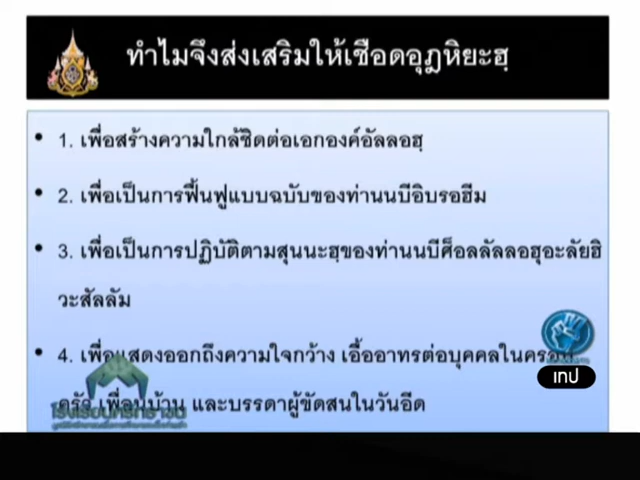 ทำไมจึงส่งเสริมให้เชือดอุฎหิยะฮฺ
• 1. เพื่อสร้างความใกล้ชิดต่อเอกองค์อัลลอฮฺ
• 2. เพื่อเป็นการฟื้นฟูแบบฉบับของท่านนบีอิบรอฮีม
• 3. เพื่อเป็นการปฏิบัติตามสุนนะฮฺของท่านนบีศ็อลลัลลอฮุอะลัยฮิ
วะสัลลัม
• 4. เพื่อแสดงออกถึงความใจกว้าง เอื้ออาทรต่อบุคคลในครอบ
ครัว เพื่อนบ้าน และบรรดาผู้ขัดสนในวันอีด
เทป